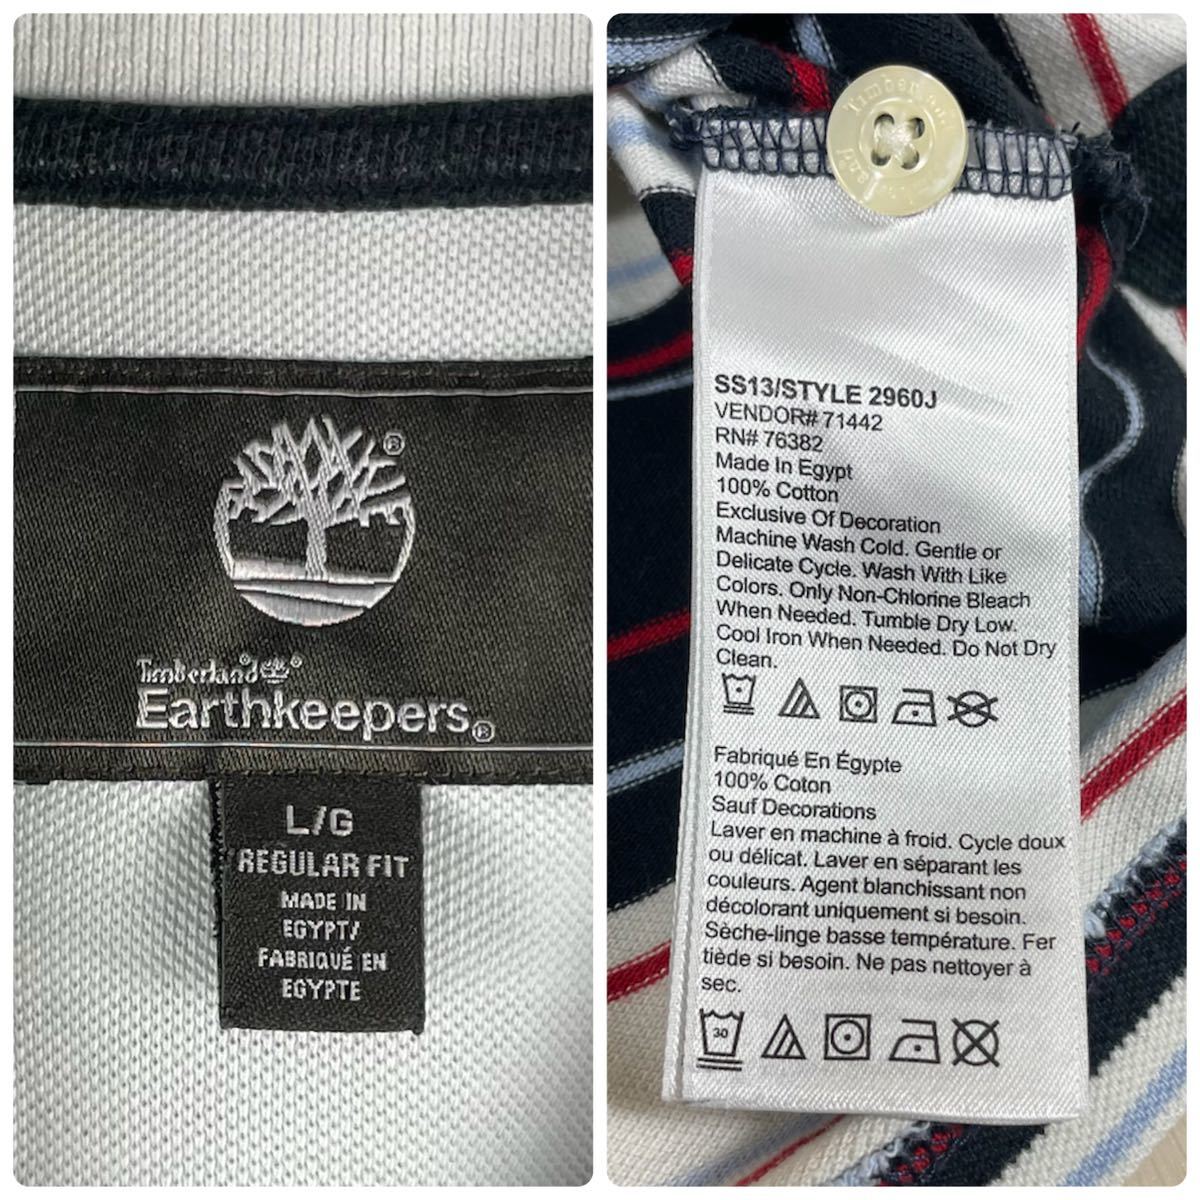 ®
Timberland®
Earthkeepers®
L/G
REGULAR FIT
MADE IN
EGYPT/
FABRIQUÉ EN
EGYPTE
Timberland
SS13/STYLE 2960J
VENDOR# 71442
RN# 76382
Made In Egypt
100% Cotton
Exclusive Of Decoration
Machine Wash Cold. Gentle or
Delicate Cycle. Wash With Like
Colors. Only Non-Chlorine Bleach
When Needed. Tumble Dry Low.
Cool Iron When Needed. Do Not Dry
Clean.
Fabriqué En Égypte
100% Coton
Sauf Decorations
Laver en machine à froid. Cycle doux
ou délicat. Laver en séparant les
couleurs. Agent blanchissant non
décolorant uniquement si besoin.
Sèche-linge basse température. Fer
tiède si besoin. Ne pas nettoyer à
sec.
30